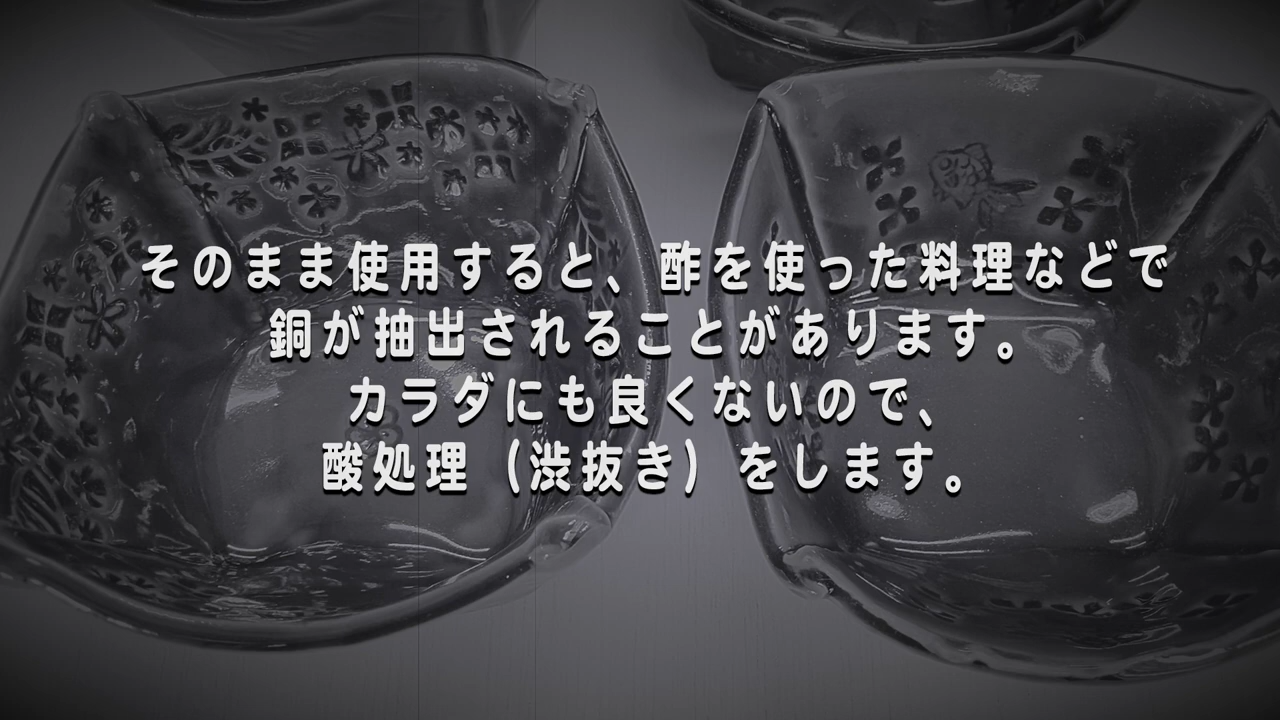 そのまま使用すると、酢を使った料理などで
銅が抽出されることがあります。
カラダにも良くないので、
酸処理（渋抜き）をします。